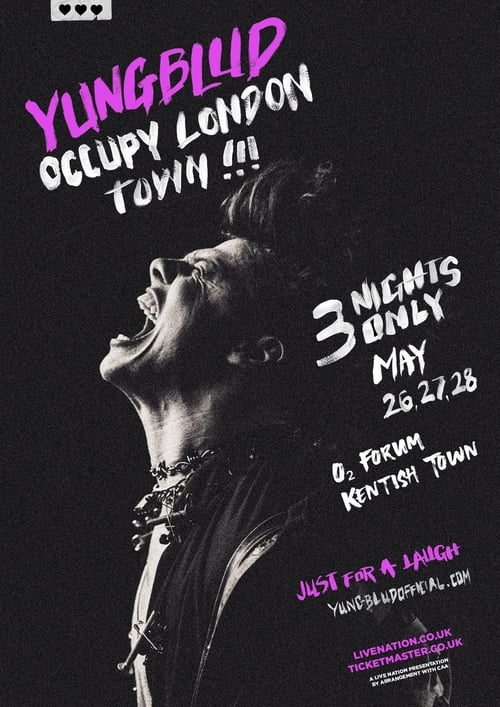 YUNGBLUD
OCCUPY LONDON
TOWN !!!
3 NIGHTS
ONLY
MAY
26, 27, 28
O2 FORUM
KENTISH TOWN
JUST FOR A LAUGH
YUNGBLUDOFFICIAL.COM
LIVENATION.CO.UK
TICKETMASTER.CO.UK
A LIVE NATION PRESENTATION
BY ARRANGEMENT WITH CAA